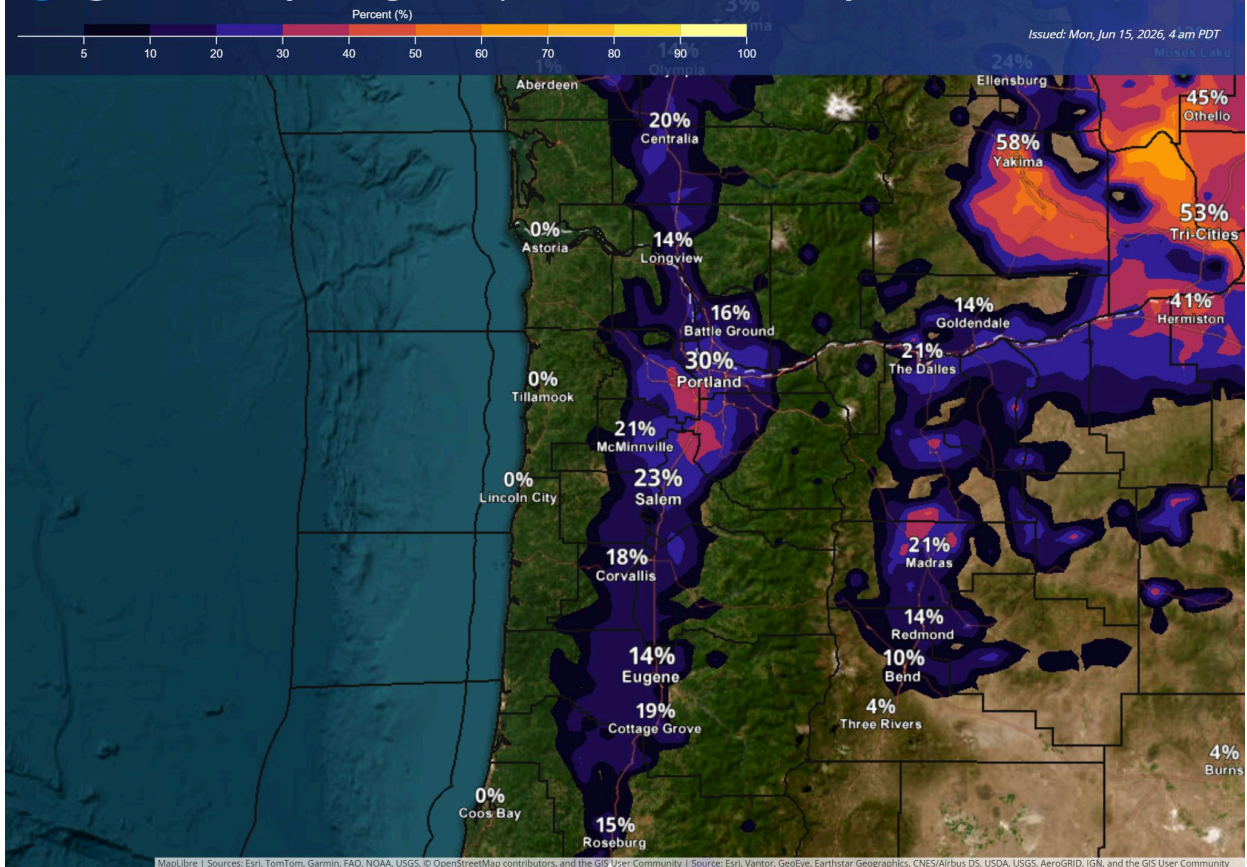 Percent (%)
5 10 20 30 40 50 60 70 80 90 100
Issued: Mon, Jun 15, 2026, 4 am PDT
3%
14%
Olympia
1%
Aberdeen
24%
Ellensburg
Moses Lake
45%
Othello
20%
Centralia
58%
Yakima
53%
Tri-Cities
0%
Astoria
14%
Longview
16%
Battle Ground
14%
Goldendale
41%
Hermiston
30%
Portland
21%
The Dalles
0%
Tillamook
21%
McMinnville
23%
Salem
0%
Lincoln City
18%
Corvallis
21%
Madras
14%
Redmond
14%
Eugene
10%
Bend
19%
Cottage Grove
4%
Three Rivers
4%
Burns
0%
Coos Bay
15%
Roseburg
MapLibre | Sources: Esri, TomTom, Garmin, FAO, NOAA, USGS, © OpenStreetMap contributors, and the GIS User Community | Source: Esri, Vantor, GeoEye, Earthstar Geographics, CNES/Airbus DS, USDA, USGS, AeroGRID, IGN, and the GIS User Community